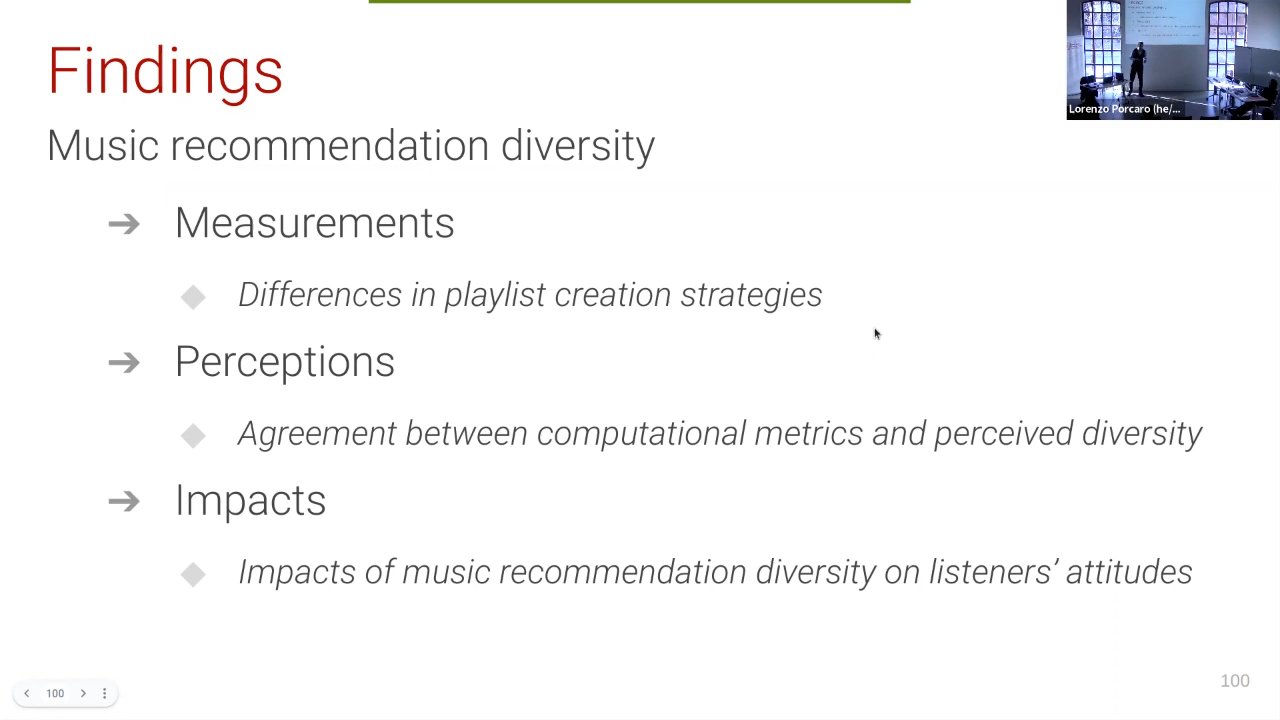 Findings
Lorenzo Porcaro (he/...
Music recommendation diversity
➔ Measurements
◆ Differences in playlist creation strategies
➔ Perceptions
◆ Agreement between computational metrics and perceived diversity
➔ Impacts
◆ Impacts of music recommendation diversity on listeners’ attitudes
100
100